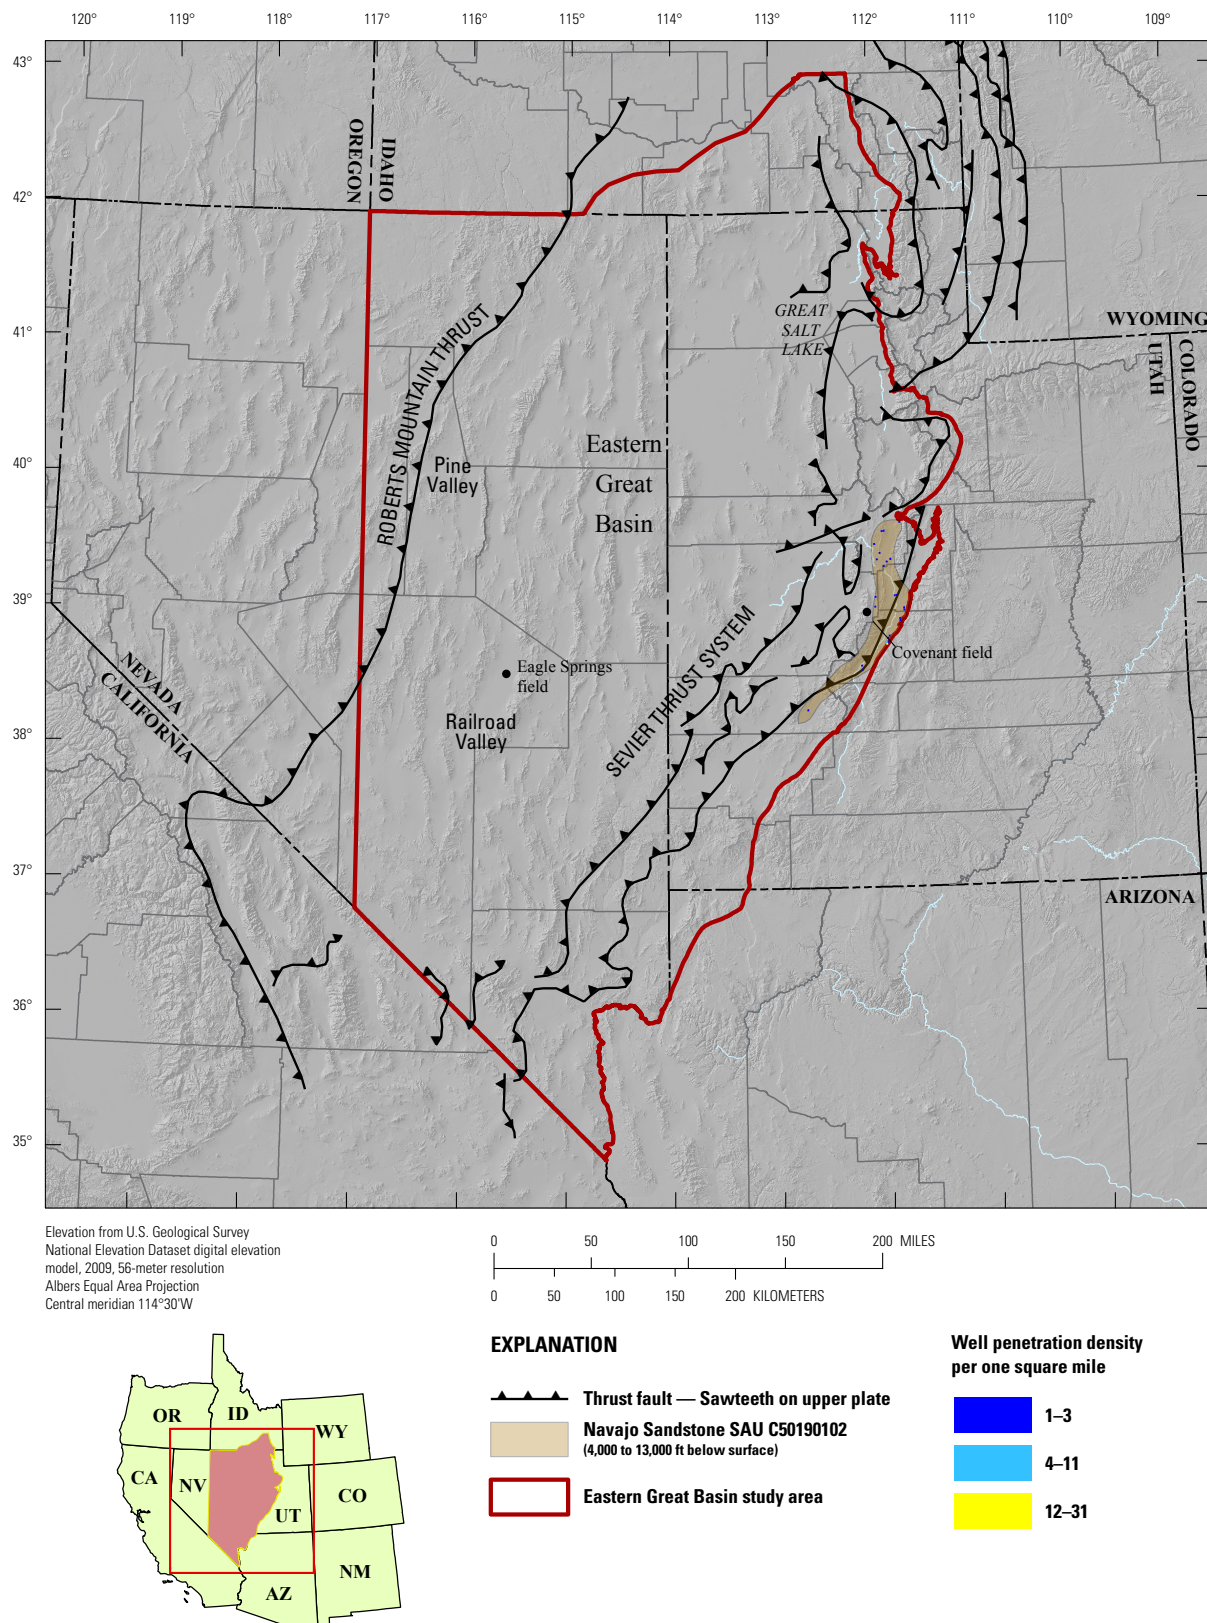 120°
119°
118°
117°
116°
115°
114°
113°
112°
111°
110°
109°
43°
42°
41°
40°
39°
38°
37°
36°
35°
OREGON
IDAHO
WYOMING
UTAH
COLORADO
GREAT
SALT
LAKE
ROBERTS MOUNTAIN THRUST
Pine
Valley
Eastern
Great
Basin
SEVIER THRUST SYSTEM
Covenant field
Eagle Springs
field
Railroad
Valley
NEVADA
CALIFORNIA
ARIZONA
Elevation from U.S. Geological Survey
National Elevation Dataset digital elevation
model, 2009, 56-meter resolution
Albers Equal Area Projection
Central meridian 114°30'W
0 50 100 150 200 MILES
0 50 100 150 200 KILOMETERS
EXPLANATION
Thrust fault — Sawteeth on upper plate
Navajo Sandstone SAU C50190102
(4,000 to 13,000 ft below surface)
Eastern Great Basin study area
Well penetration density
per one square mile
1–3
4–11
12–31
OR
ID
WY
CA
NV
UT
CO
AZ
NM